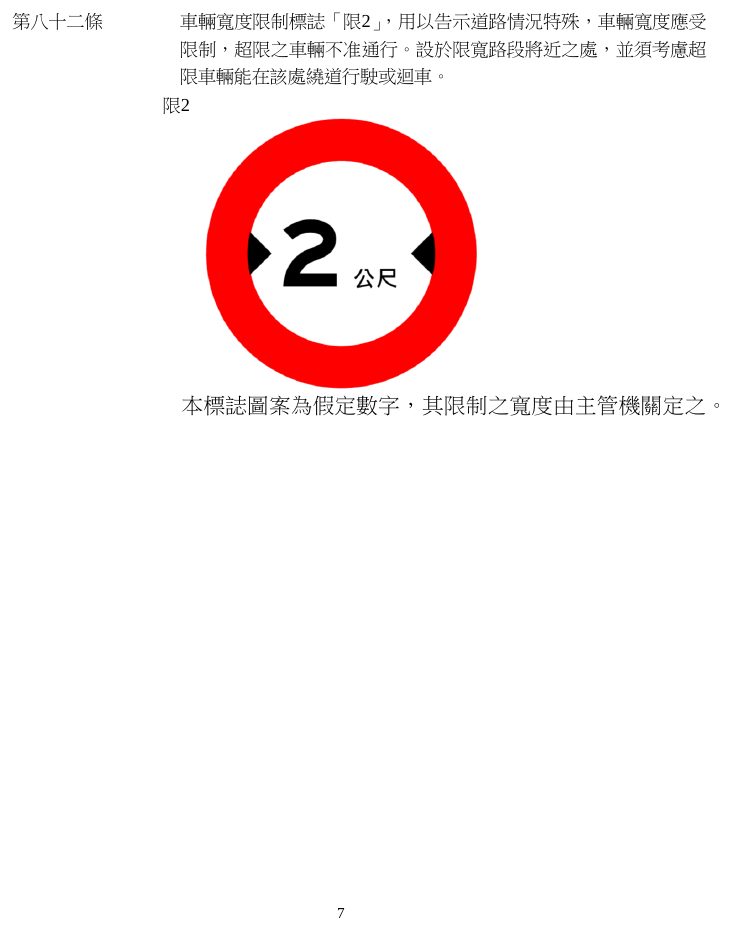 第八十二條 車輛寬度限制標誌「限2」，用以告示道路情況特殊，車輛寬度應受
限制，超限之車輛不准通行。設於限寬路段將近之處，並須考慮超
限車輛能在該處繞道行駛或迴車。
限2
2 公尺
本標誌圖案為假定數字，其限制之寬度由主管機關定之。
7